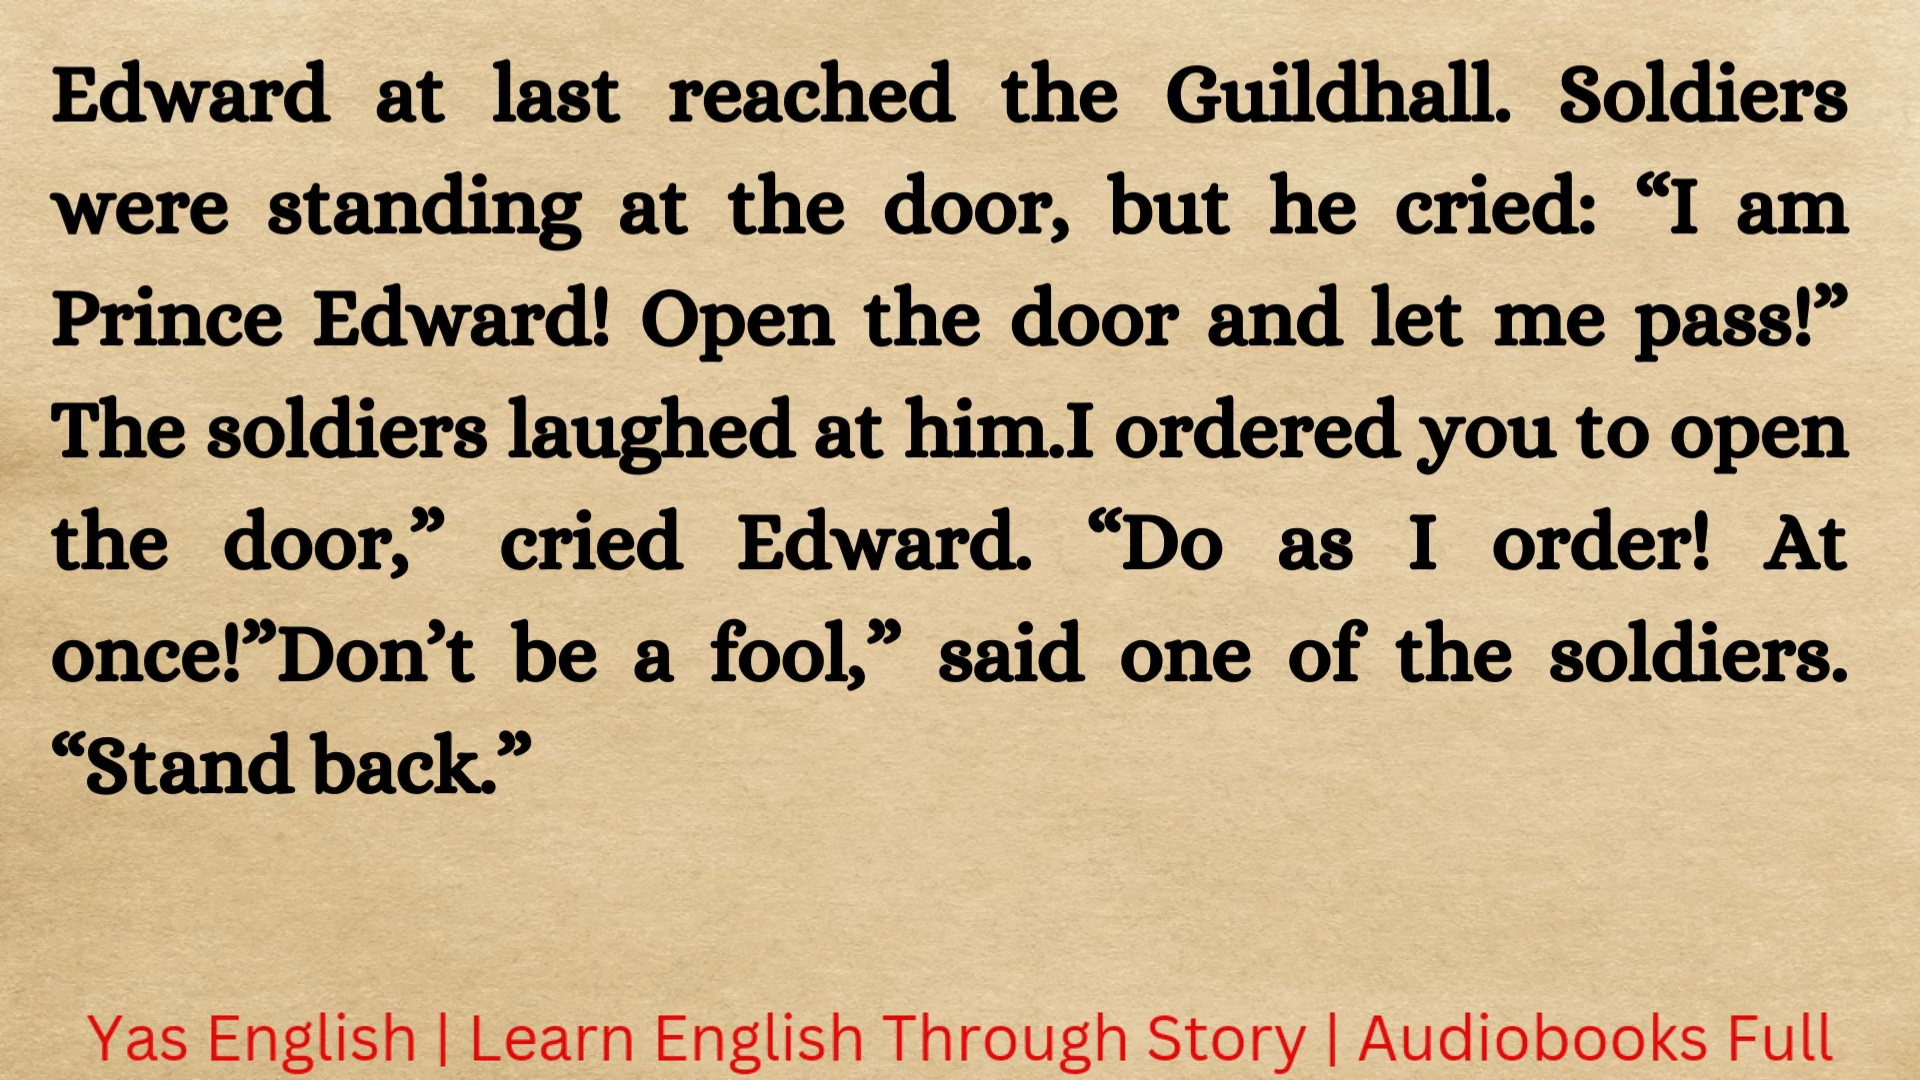 Edward at last reached the Guildhall. Soldiers
were standing at the door, but he cried: “I am
Prince Edward! Open the door and let me pass!”
The soldiers laughed at him.I ordered you to open
the door,” cried Edward. “Do as I order! At
once!”Don’t be a fool,” said one of the soldiers.
“Stand back.”
Yas English | Learn English Through Story | Audiobooks Full